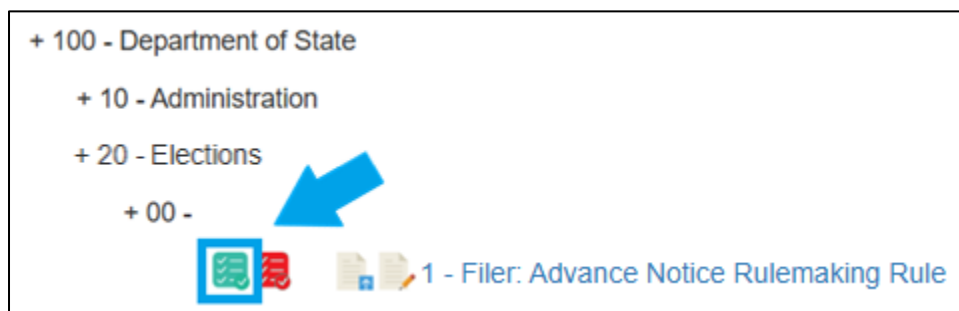 + 100 - Department of State
+ 10 - Administration
+ 20 - Elections
+ 00 -
1 - Filer: Advance Notice Rulemaking Rule